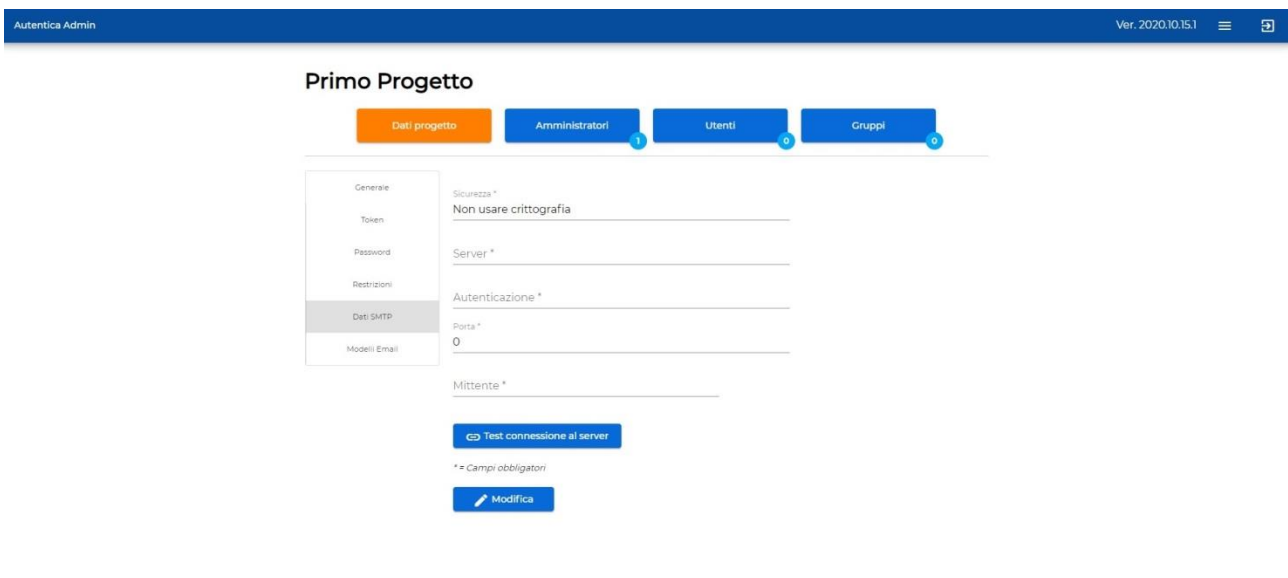 Autentica Admin
Ver. 2020.10.15.1
Primo Progetto
Dati progetto
Amministratori
1
Utenti
0
Gruppi
0
Generale
Token
Password
Restrizioni
Dati SMTP
Modelli Email
Sicurezza *
Non usare crittografia
Server *
Autenticazione *
Porta *
0
Mittente *
Test connessione al server
* = Campi obbligatori
Modifica